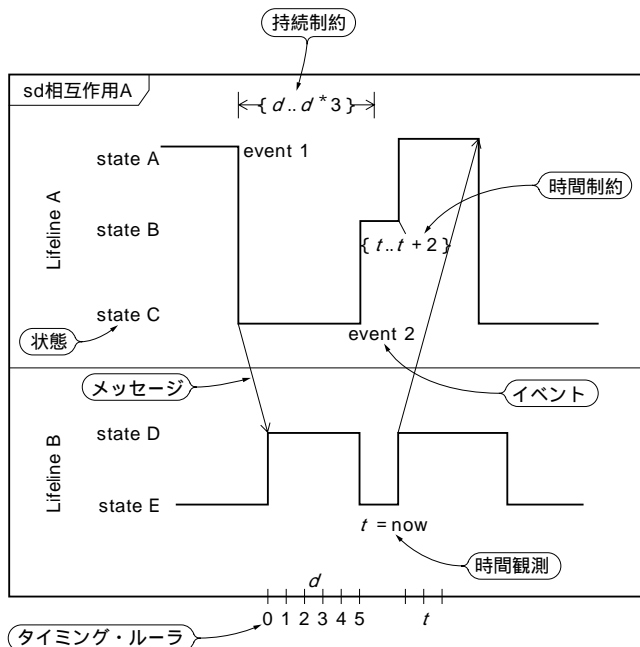 持続制約
sd相互作用A
{ d .. d * 3 }
state A
event 1
Lifeline A
時間制約
state B
{ t .. t + 2 }
state C
event 2
状態
メッセージ
イベント
state D
Lifeline B
state E
t = now
時間観測
d
0 1 2 3 4 5 t
タイミング・ルーラ